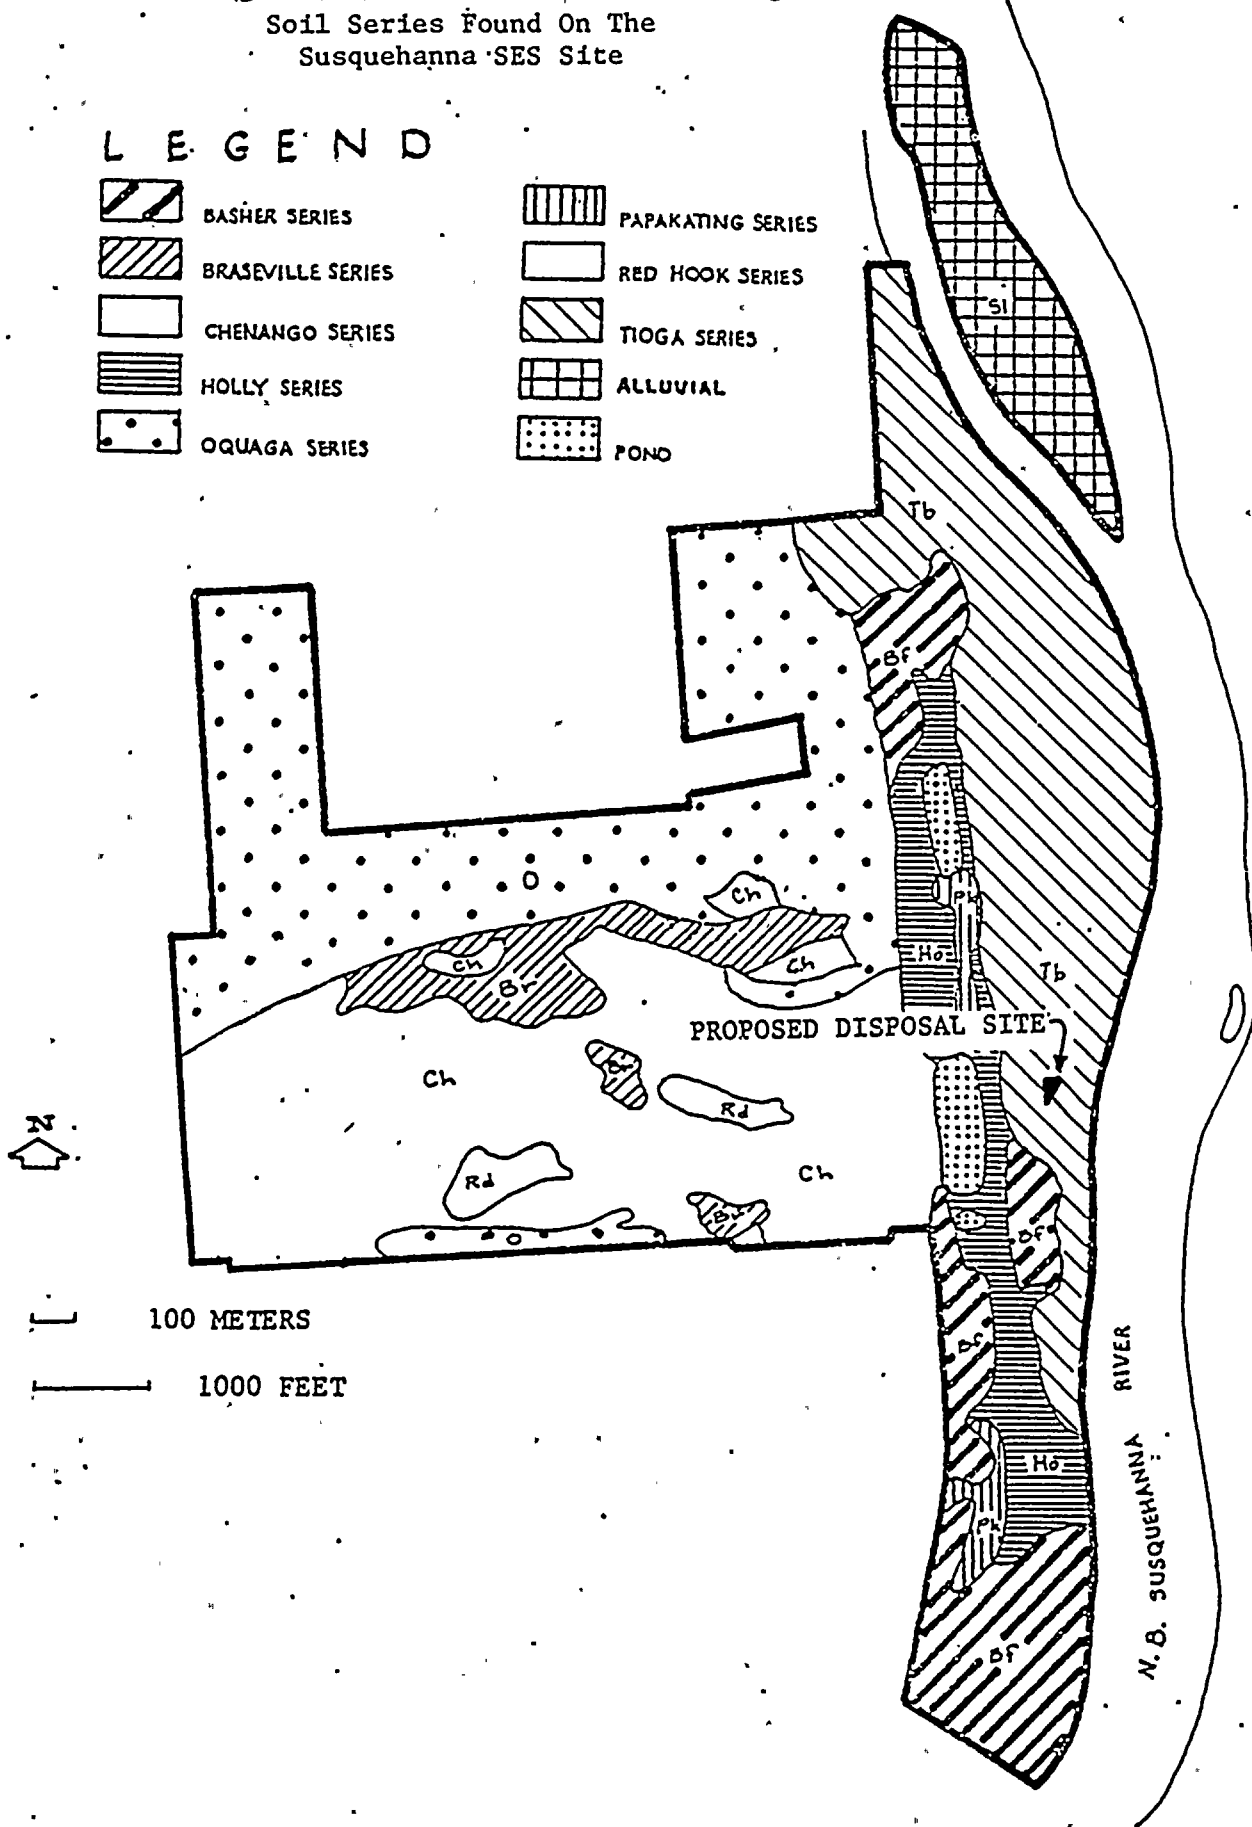 Soil Series Found On The
Susquehanna SES Site
LEGEND
BASHER SERIES
BRASEVILLE SERIES
CHENANGO SERIES
HOLLY SERIES
OQUAGA SERIES
PAPAKATING SERIES
RED HOOK SERIES
TIOGA SERIES
ALLUVIAL
POND
Sl
Tb
Bf
O
Ch
Pk
Ho
Ch
Ch
Br
Tb
PROPOSED DISPOSAL SITE
Ch
Br
Rd
N
Rd
Ch
Br
O
Bf
100 METERS
Bf
1000 FEET
Ho
Pk
Bf
N. B. SUSQUEHANNA RIVER